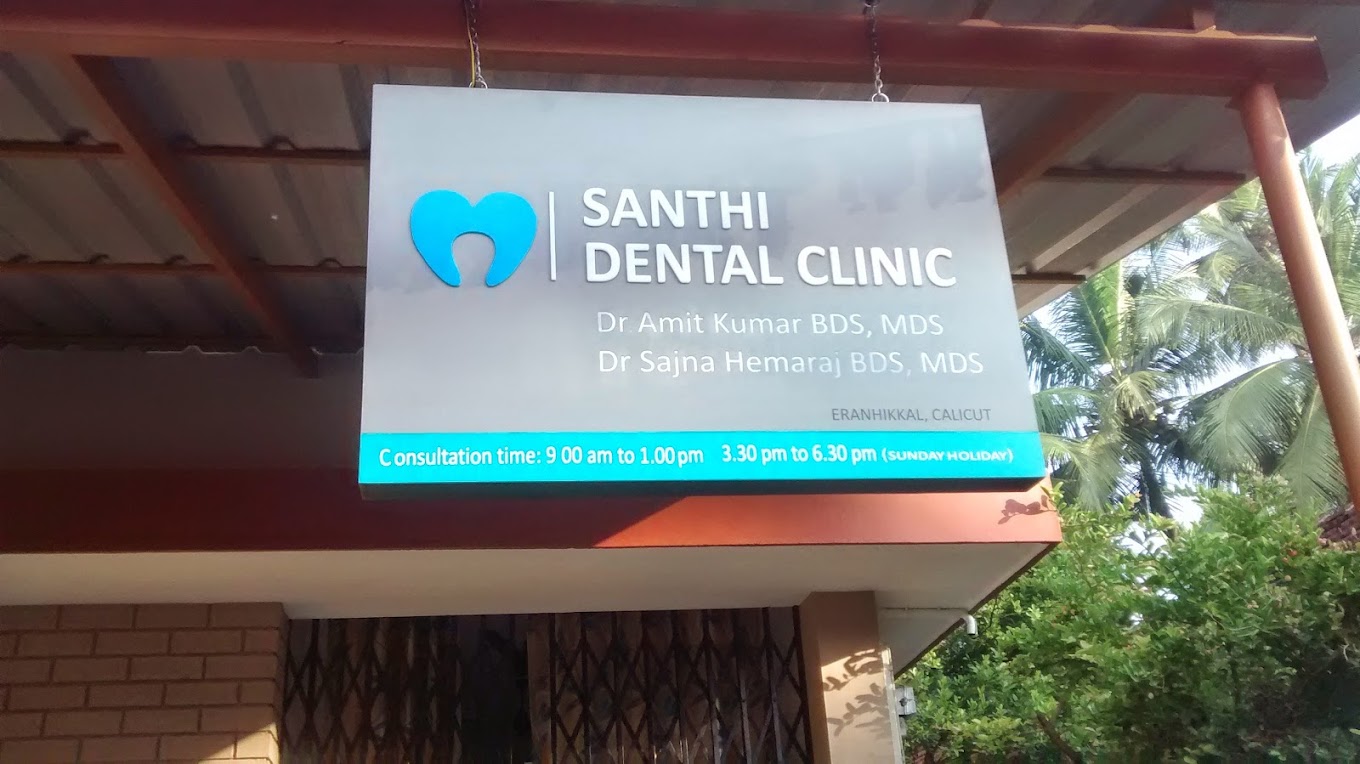 SANTHI
DENTAL CLINIC
Dr Amit Kumar BDS, MDS
Dr Sajna Hemaraj BDS, MDS
ERANHIKKAL, CALICUT
Consultation time: 9 00 am to 1.00 pm 3.30 pm to 6.30 pm (SUNDAY HOLIDAY)